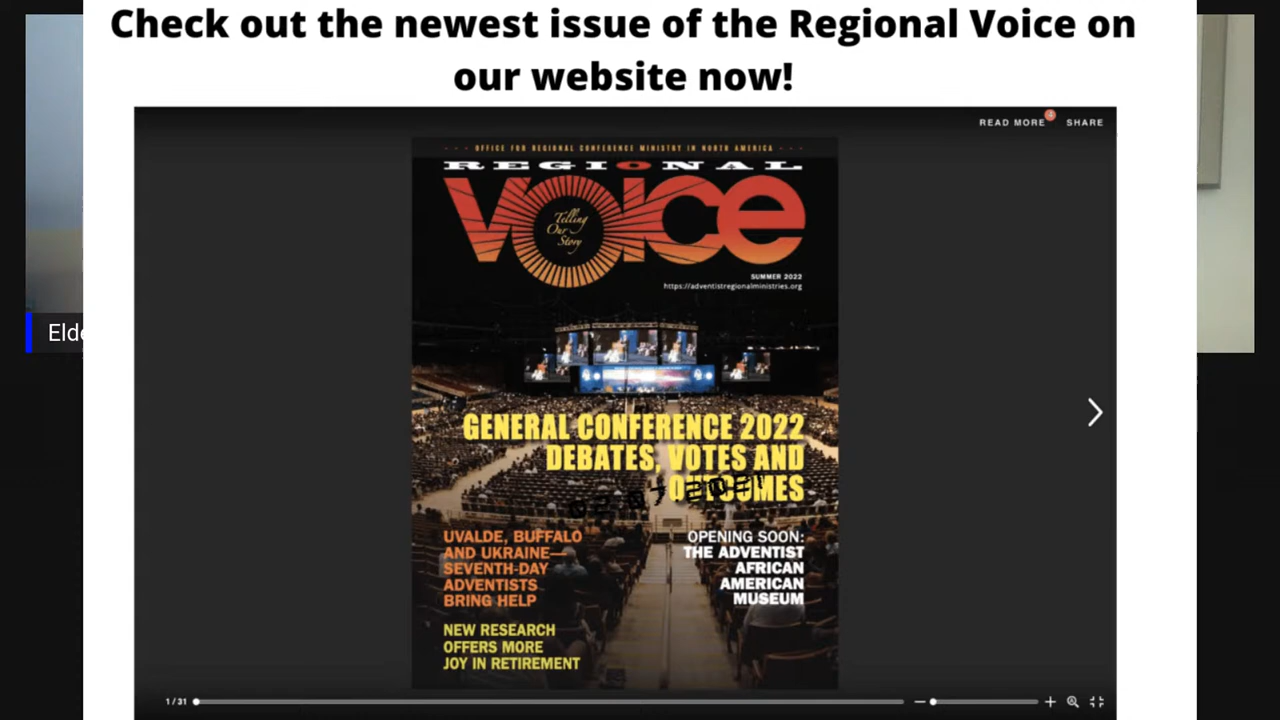 Check out the newest issue of the Regional Voice on
our website now!
READ MORE SHARE
OFFICE FOR REGIONAL CONFERENCE MINISTRY IN NORTH AMERICA
REGIONAL
VOICE
Telling
Our
Story
SUMMER 2022
https://adventistregionalministries.org
Elde
GENERAL CONFERENCE 2022
DEBATES, VOTES AND
OUTCOMES
UVALDE, BUFFALO
AND UKRAINE—
SEVENTH-DAY
ADVENTISTS
BRING HELP
OPENING SOON:
THE ADVENTIST
AFRICAN
AMERICAN
MUSEUM
NEW RESEARCH
OFFERS MORE
JOY IN RETIREMENT
1/31